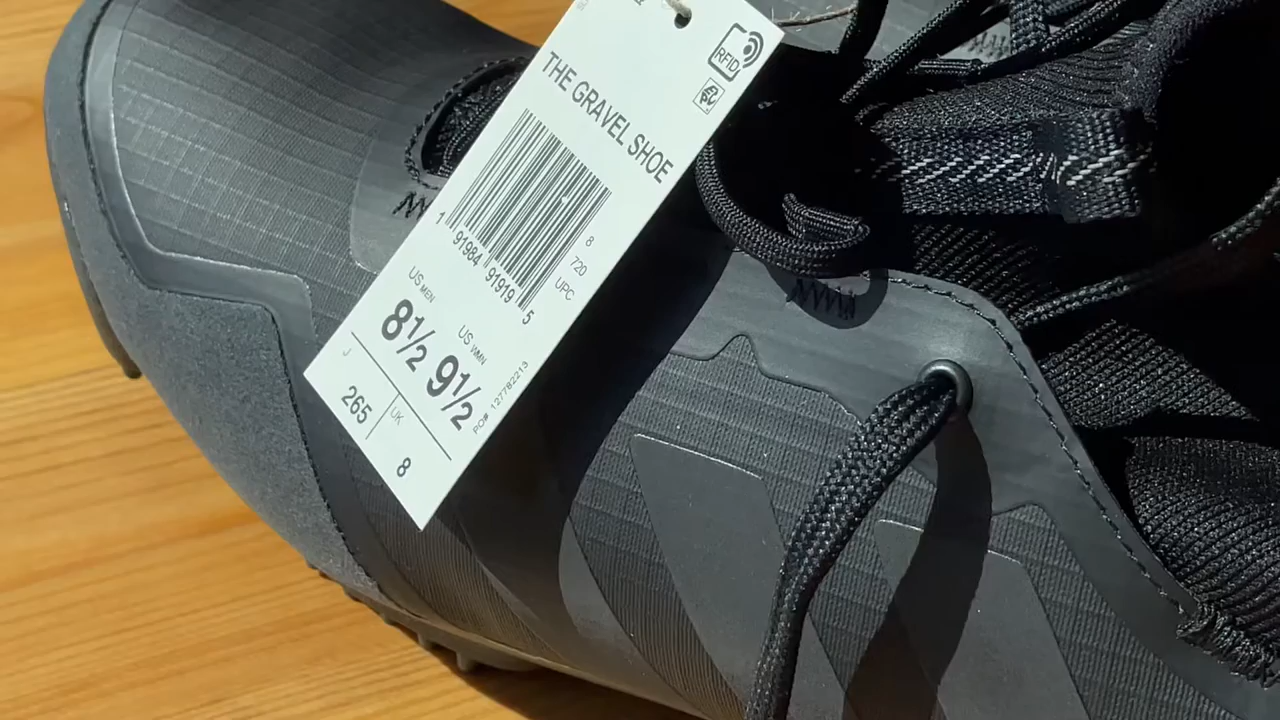 RFID
EPC
THE GRAVEL SHOE
1 91984 91919 5
8
720
UPC
US MEN
8½
US WMN
9½
PO# 127782213
J
265
UK
8